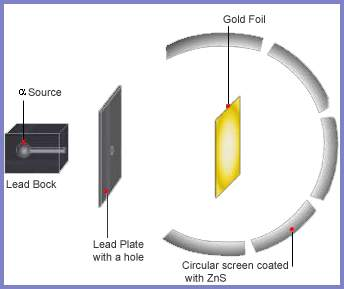 Gold Foil
α Source
Lead Bock
Lead Plate
with a hole
Circular screen coated
with ZnS